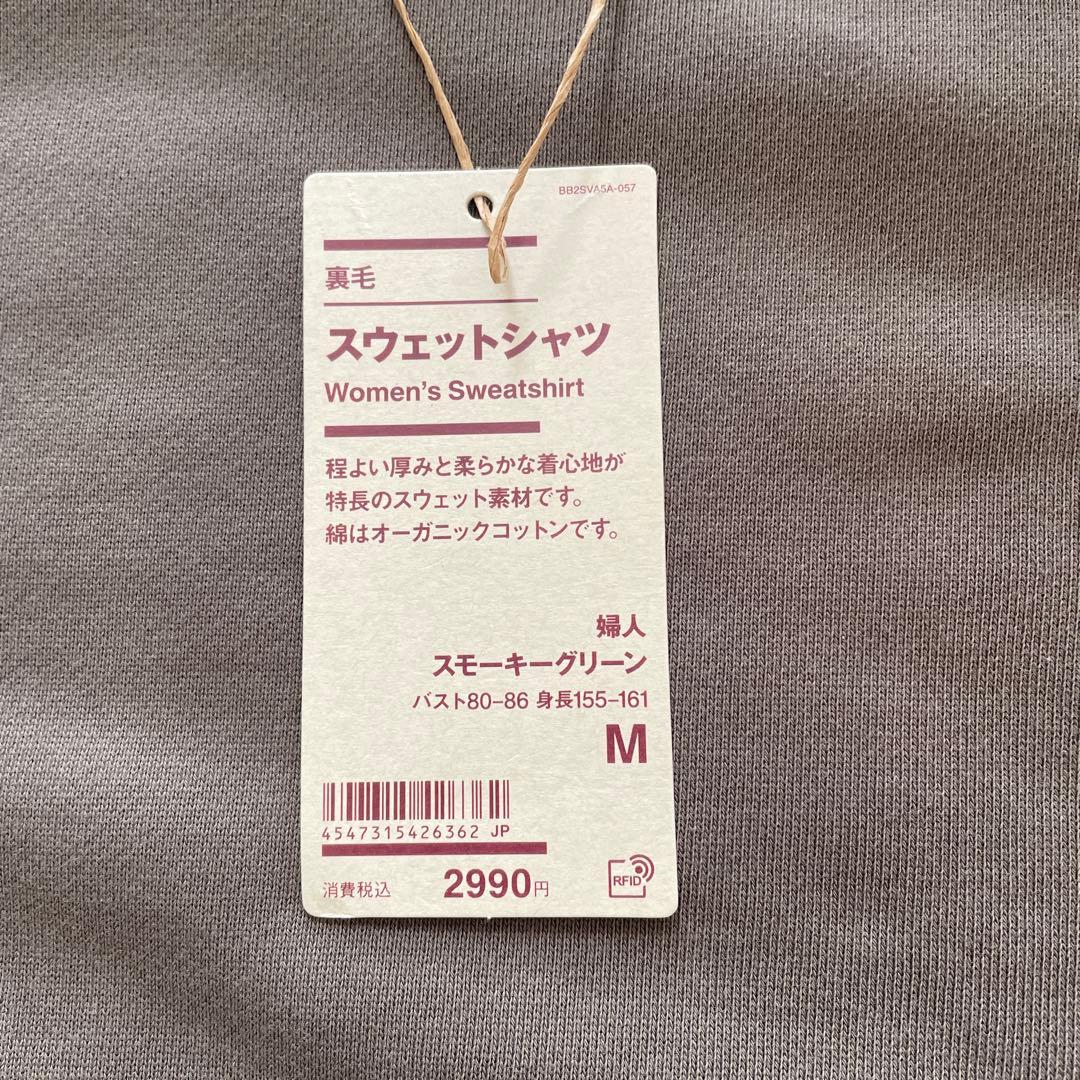 BB2SVA5A-057
裏毛
スウェットシャツ
Women's Sweatshirt
程よい厚みと柔らかな着心地が
特長のスウェット素材です。
綿はオーガニックコットンです。
婦人
スモーキーグリーン
バスト80-86 身長155-161
M
4547315426362 JP
消費税込 2990円
RFID